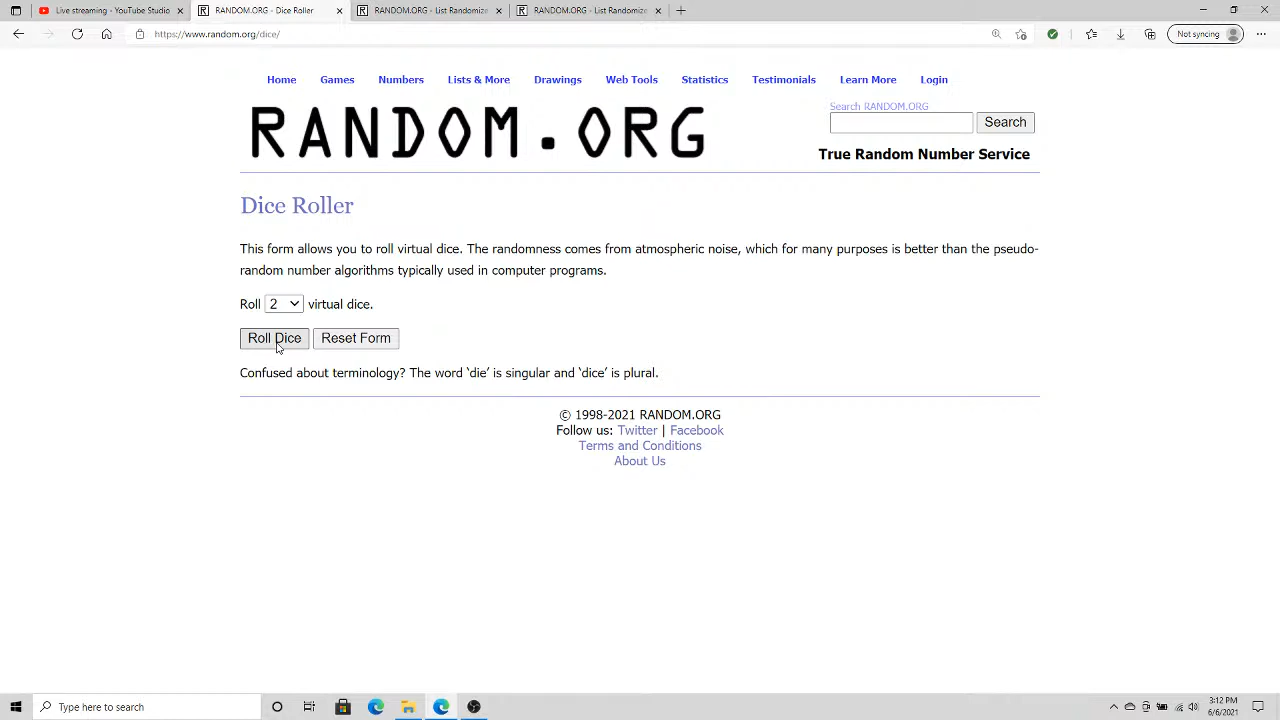 Live streaming - YouTube Studio
RANDOM.ORG - Dice Roller
RANDOM.ORG - List Randomize
RANDOM.ORG - List Randomize
https://www.random.org/dice/
Not syncing
Home Games Numbers Lists & More Drawings Web Tools Statistics Testimonials Learn More Login
RANDOM.ORG
Search RANDOM.ORG
Search
True Random Number Service
Dice Roller
This form allows you to roll virtual dice. The randomness comes from atmospheric noise, which for many purposes is better than the pseudo-
random number algorithms typically used in computer programs.
Roll 2 virtual dice.
Roll Dice Reset Form
Confused about terminology? The word ‘die’ is singular and ‘dice’ is plural.
© 1998-2021 RANDOM.ORG
Follow us: Twitter | Facebook
Terms and Conditions
About Us
Type here to search
3:12 PM
6/6/2021